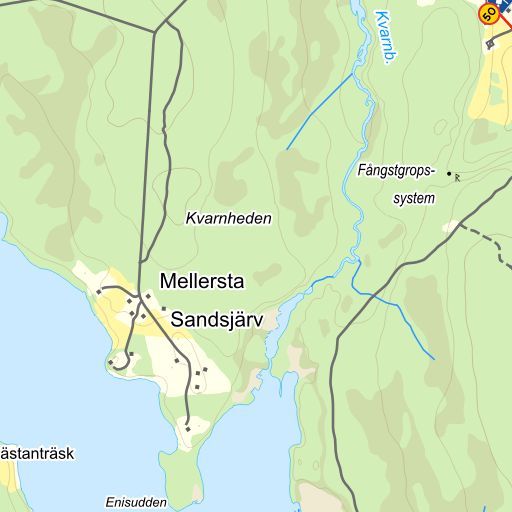 50
Kvarnb.
Fångstgrops-
system
R
Kvarnheden
Mellersta
Sandsjärv
ästanträsk
Enisudden